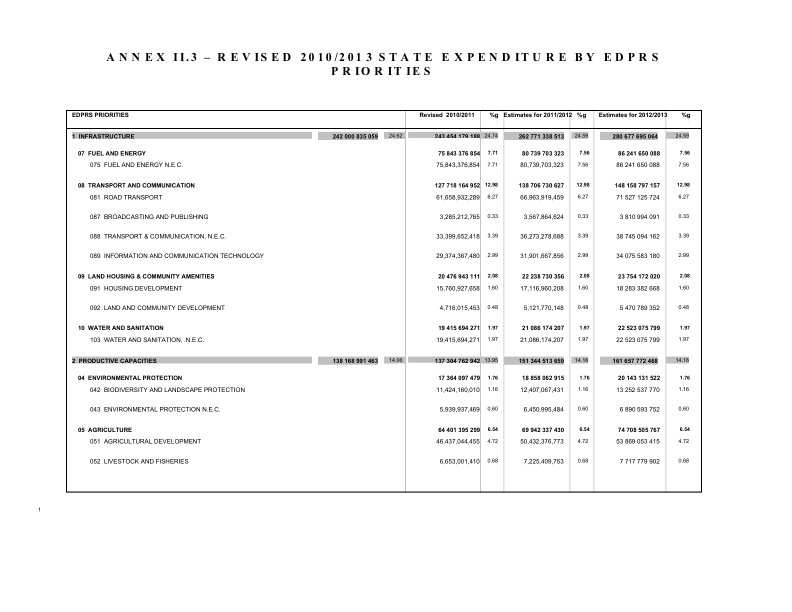 ANNEX II.3 – REVISED 2010/2013 STATE EXPENDITURE BY EDPRS
PRIORITIES
EDPRS PRIORITIES Revised 2010/2011 %g Estimates for 2011/2012 %g Estimates for 2012/2013 %g
1 INFRASTRUCTURE 242 000 835 059 24.62 243 454 179 188 24.74 262 771 338 513 24.59 280 677 695 064 24.59
07 FUEL AND ENERGY 75 843 376 854 7.71 80 739 703 323 7.56 86 241 650 088 7.56
075 FUEL AND ENERGY N.E.C. 75,843,376,854 7.71 80,739,703,323 7.56 86 241 650 088 7.56
08 TRANSPORT AND COMMUNICATION 127 718 164 952 12.98 138 706 730 627 12.98 148 158 797 157 12.98
081 ROAD TRANSPORT 61,658,932,289 6.27 66,963,919,459 6.27 71 527 125 724 6.27
087 BROADCASTING AND PUBLISHING 3,285,212,765 0.33 3,567,864,624 0.33 3 810 994 091 0.33
088 TRANSPORT & COMMUNICATION, N.E.C. 33,399,652,418 3.39 36,273,278,688 3.39 38 745 094 162 3.39
089 INFORMATION AND COMMUNICATION TECHNOLOGY 29,374,367,480 2.99 31,901,667,856 2.99 34 075 583 180 2.99
09 LAND HOUSING & COMMUNITY AMENITIES 20 476 943 111 2.08 22 238 730 356 2.08 23 754 172 020 2.08
091 HOUSING DEVELOPMENT 15,760,927,658 1.60 17,116,960,208 1.60 18 283 382 668 1.60
092 LAND AND COMMUNITY DEVELOPMENT 4,716,015,453 0.48 5,121,770,148 0.48 5 470 789 352 0.48
10 WATER AND SANITATION 19 415 694 271 1.97 21 086 174 207 1.97 22 523 075 799 1.97
103 WATER AND SANITATION, .N.E.C. 19,415,694,271 1.97 21,086,174,207 1.97 22 523 075 799 1.97
2 PRODUCTIVE CAPACITIES 138 168 991 463 14.06 137 304 762 942 13.95 151 344 513 659 14.16 161 657 772 468 14.16
04 ENVIRONMENTAL PROTECTION 17 364 097 479 1.76 18 858 062 915 1.76 20 143 131 522 1.76
042 BIODIVERSITY AND LANDSCAPE PROTECTION 11,424,160,010 1.16 12,407,067,431 1.16 13 252 537 770 1.16
043 ENVIRONMENTAL PROTECTION N.E.C. 5,939,937,469 0.60 6,450,995,484 0.60 6 890 593 752 0.60
05 AGRICULTURE 64 401 395 299 6.54 69 942 337 430 6.54 74 708 505 767 6.54
051 AGRICULTURAL DEVELOPMENT 46,437,044,455 4.72 50,432,376,773 4.72 53 869 053 415 4.72
052 LIVESTOCK AND FISHERIES 6,653,001,410 0.68 7,225,409,753 0.68 7 717 779 902 0.68
1